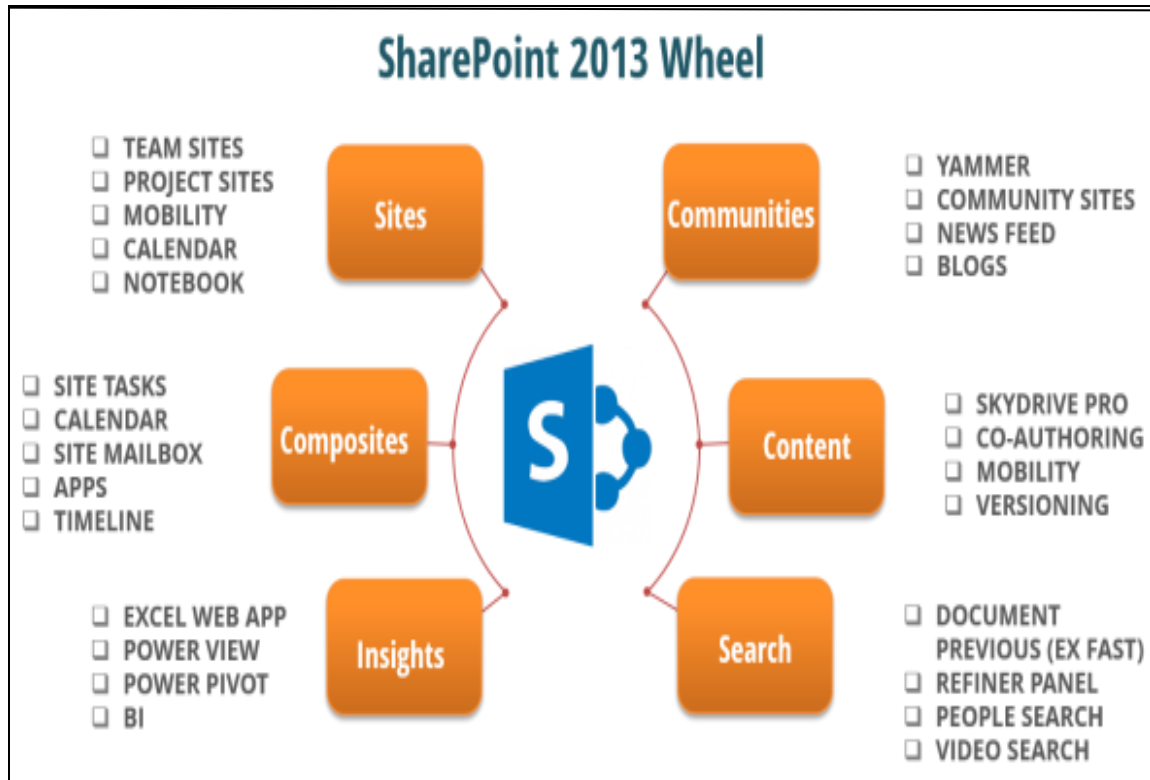 SharePoint 2013 Wheel
TEAM SITES
PROJECT SITES
MOBILITY
CALENDAR
NOTEBOOK
Sites
Communities
YAMMER
COMMUNITY SITES
NEWS FEED
BLOGS
SITE TASKS
CALENDAR
SITE MAILBOX
APPS
TIMELINE
Composites
S
Content
SKYDRIVE PRO
CO-AUTHORING
MOBILITY
VERSIONING
EXCEL WEB APP
POWER VIEW
POWER PIVOT
BI
Insights
Search
DOCUMENT
PREVIOUS (EX FAST)
REFINER PANEL
PEOPLE SEARCH
VIDEO SEARCH